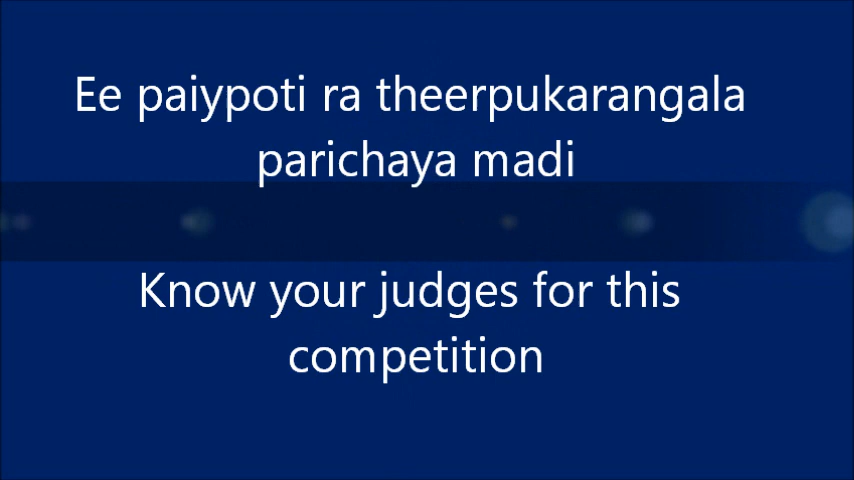 Ee paiypoti ra theerpukarangala
parichaya madi
Know your judges for this
competition